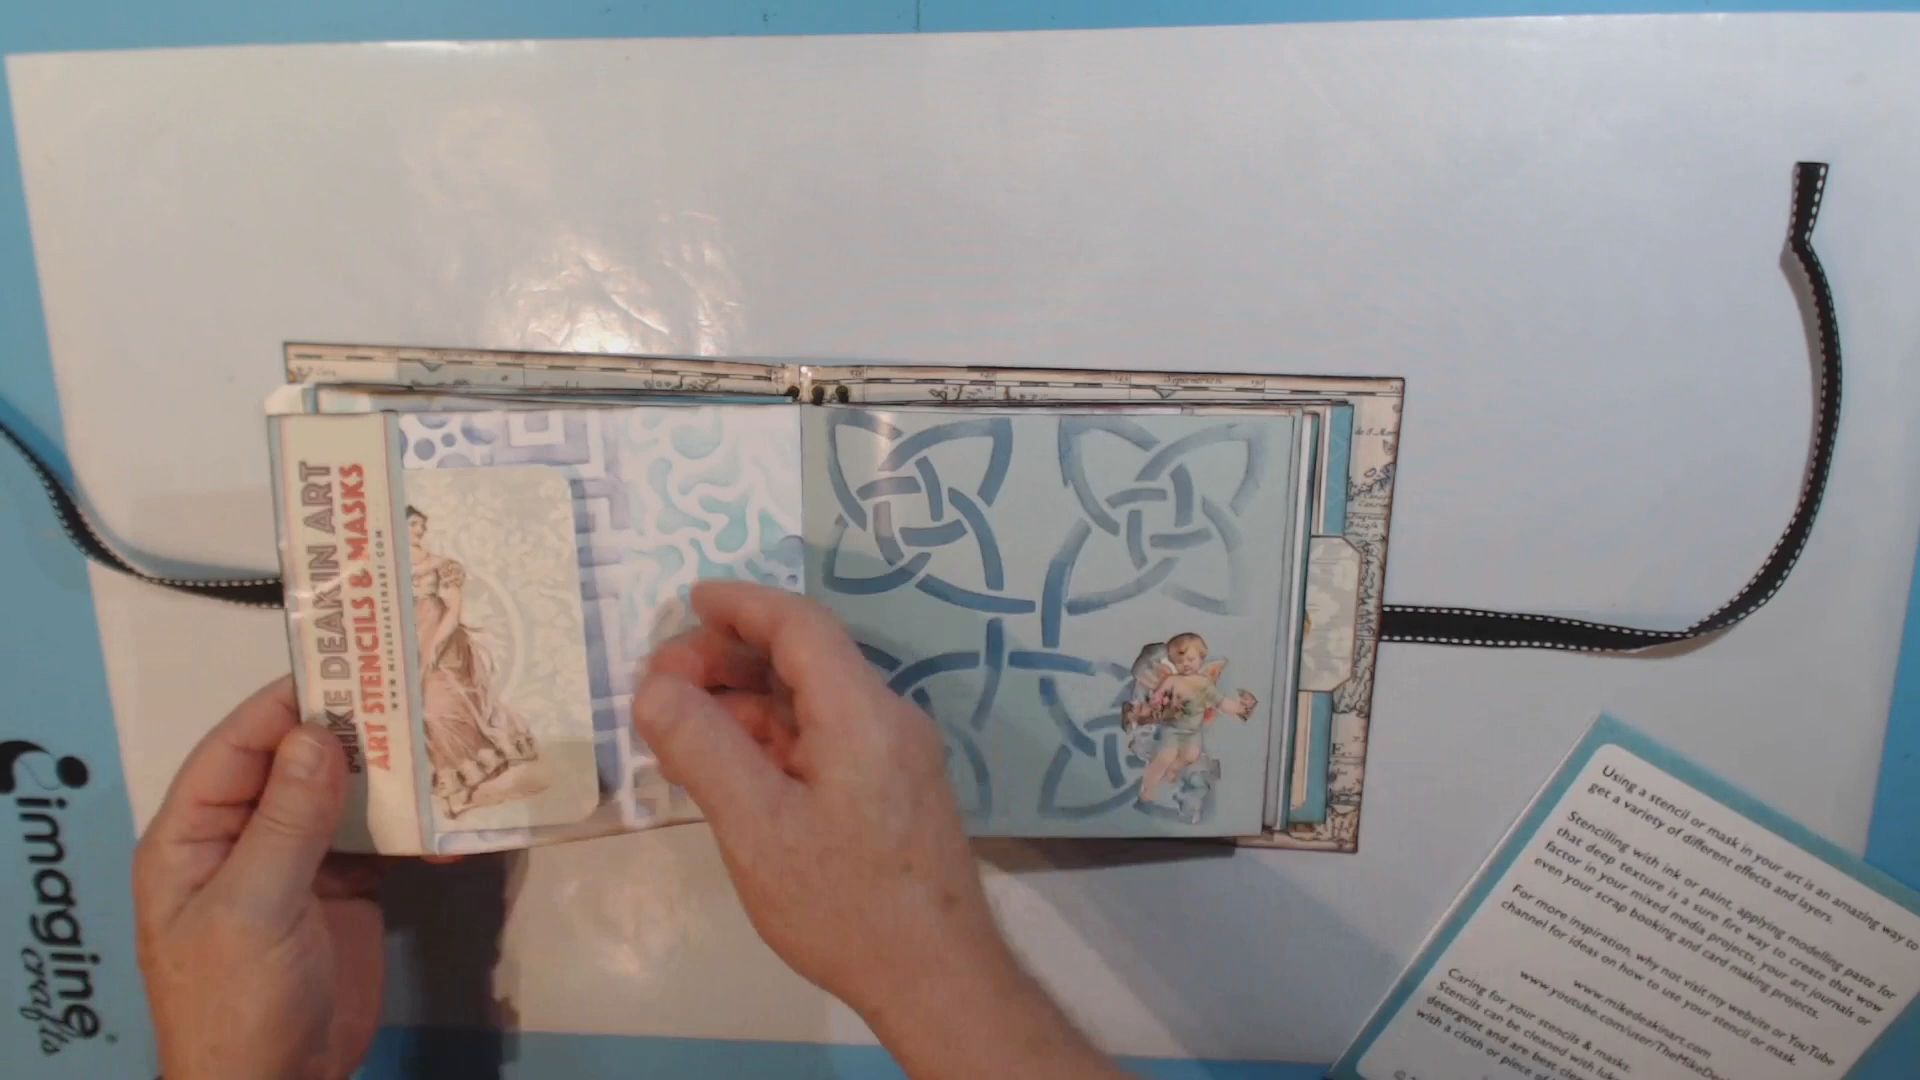 MIKE DEAKIN ART
ART STENCILS & MASKS
WWW.MIKEDEAKINART.COM
imagine
crafts
Using a stencil or mask in your art is an amazing way to
get a variety of different effects and layers.
Stencilling with ink or paint, applying modelling paste for
that deep texture is a sure fire way to create that wow
factor in your mixed media projects, your art journals or
even your scrap booking and card making projects.
For more inspiration, why not visit my website or YouTube
channel for ideas on how to use your stencil or mask.
www.mikedeakinart.com
www.youtube.com/user/TheMikeDea
Caring for your stencils & masks:
Stencils can be cleaned with luke
detergent and are best clea
with a cloth or piece of
©